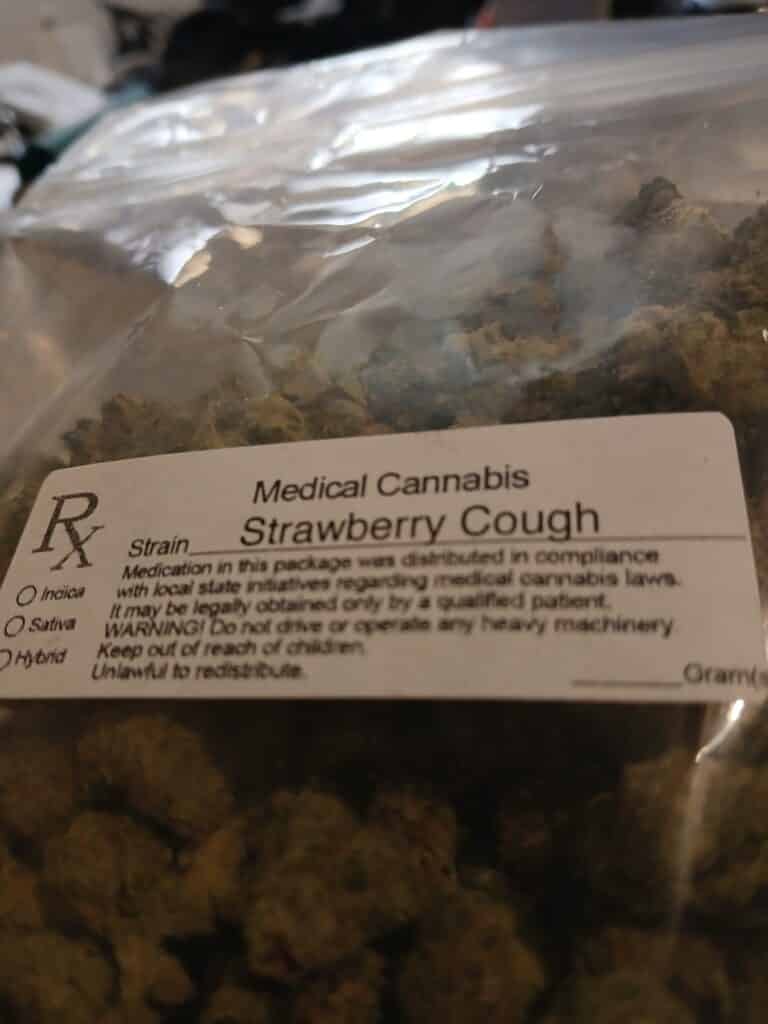 Rx
Medical Cannabis
Strain Strawberry Cough
Medication in this package was distributed in compliance
with local state initiatives regarding medical cannabis laws.
It may be legally obtained only by a qualified patient.
WARNING! Do not drive or operate any heavy machinery.
Keep out of reach of children.
Unlawful to redistribute.
Indica
Sativa
Hybrid
Gram(s